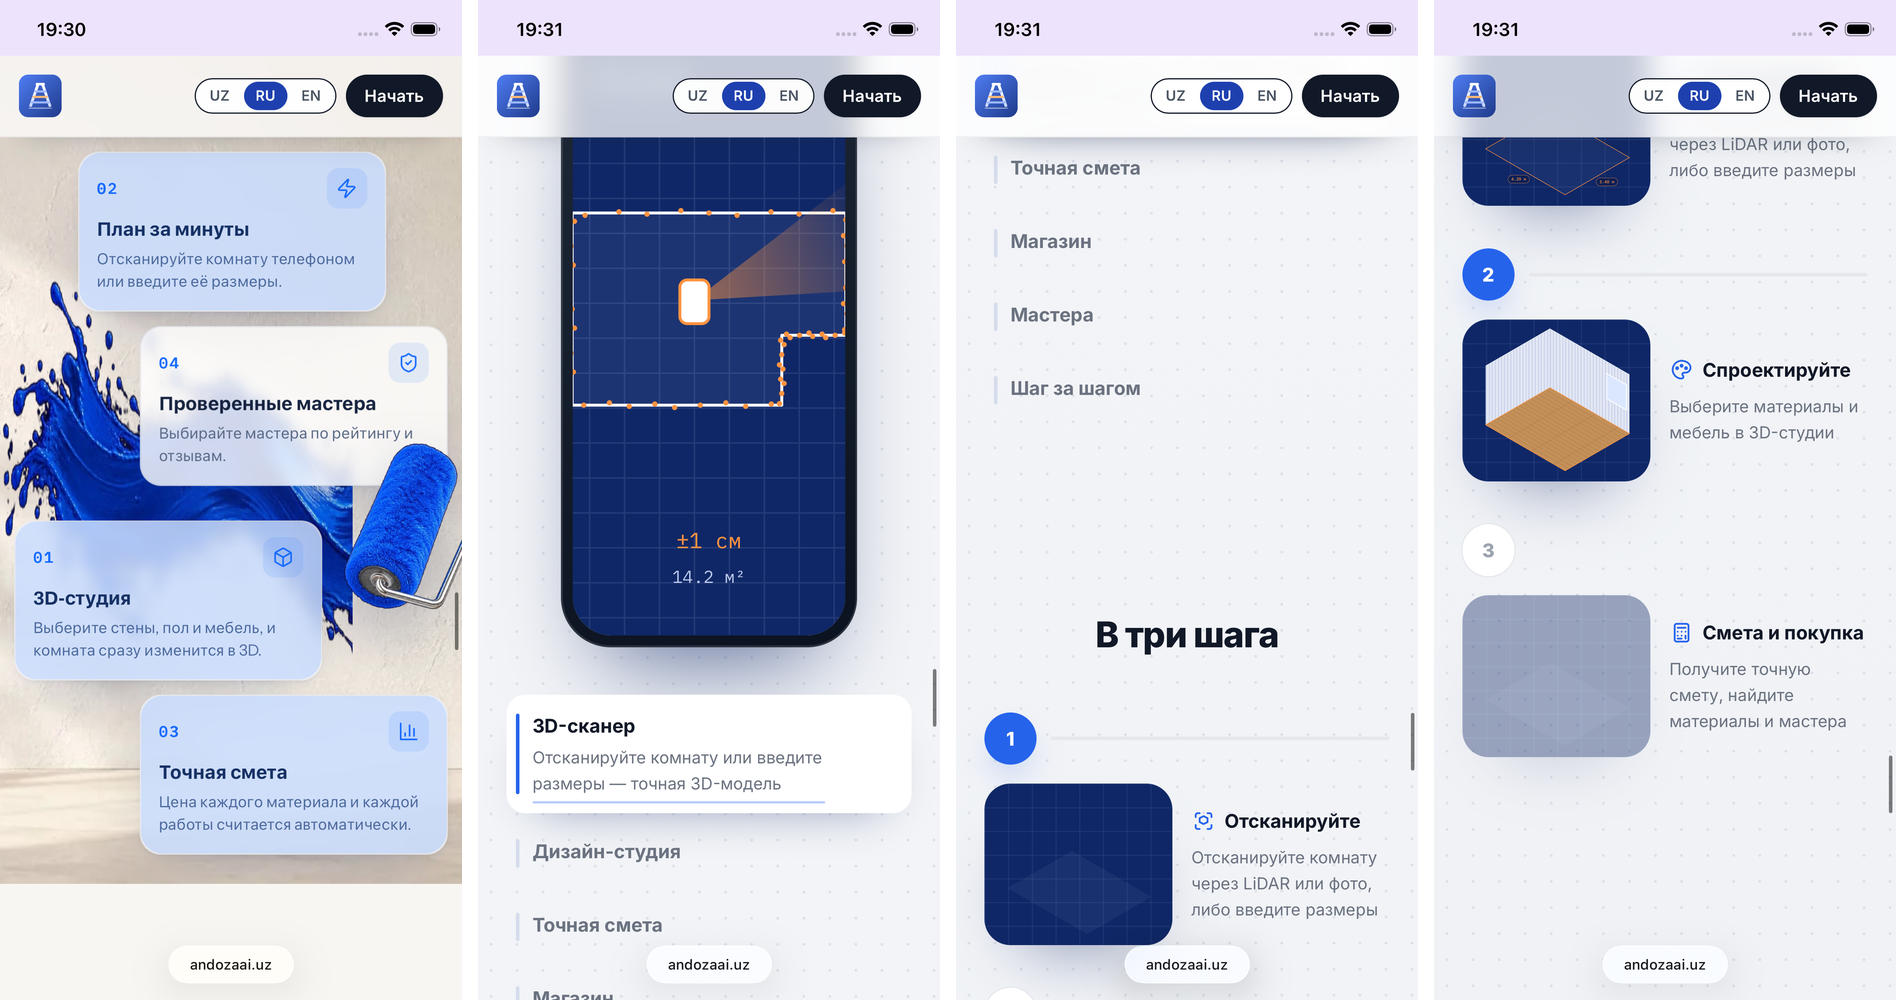 19:30
UZ RU EN Начать
02
План за минуты
Отсканируйте комнату телефоном
или введите её размеры.
04
Проверенные мастера
Выбирайте мастера по рейтингу и
отзывам.
01
3D-студия
Выберите стены, пол и мебель, и
комната сразу изменится в 3D.
03
Точная смета
Цена каждого материала и каждой
работы считается автоматически.
andozaai.uz
19:31
UZ RU EN Начать
±1 см
14.2 м²
3D-сканер
Отсканируйте комнату или введите
размеры — точная 3D-модель
Дизайн-студия
Точная смета
Магазин
andozaai.uz
19:31
UZ RU EN Начать
Точная смета
Магазин
Мастера
Шаг за шагом
В три шага
1
Отсканируйте
Отсканируйте комнату
через LiDAR или фото,
либо введите размеры
andozaai.uz
19:31
UZ RU EN Начать
через LiDAR или фото,
либо введите размеры
2
Спроектируйте
Выберите материалы и
мебель в 3D-студии
3
Смета и покупка
Получите точную
смету, найдите
материалы и мастера
andozaai.uz